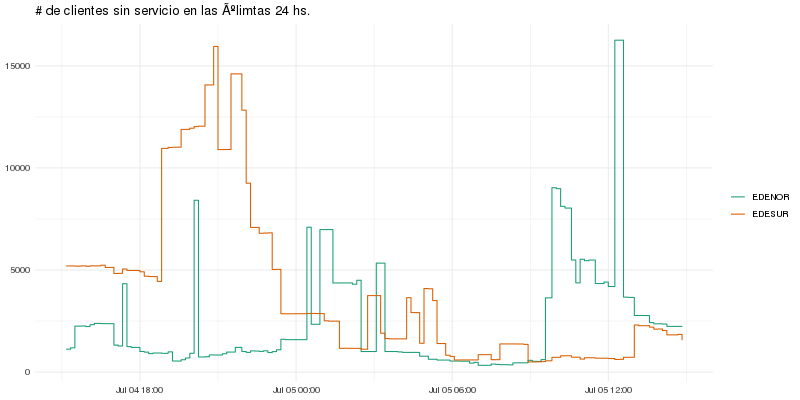 # de clientes sin servicio en las Ãºlimtas 24 hs.
15000
10000
5000
0
Jul 04 18:00
Jul 05 00:00
Jul 05 06:00
Jul 05 12:00
EDENOR
EDESUR